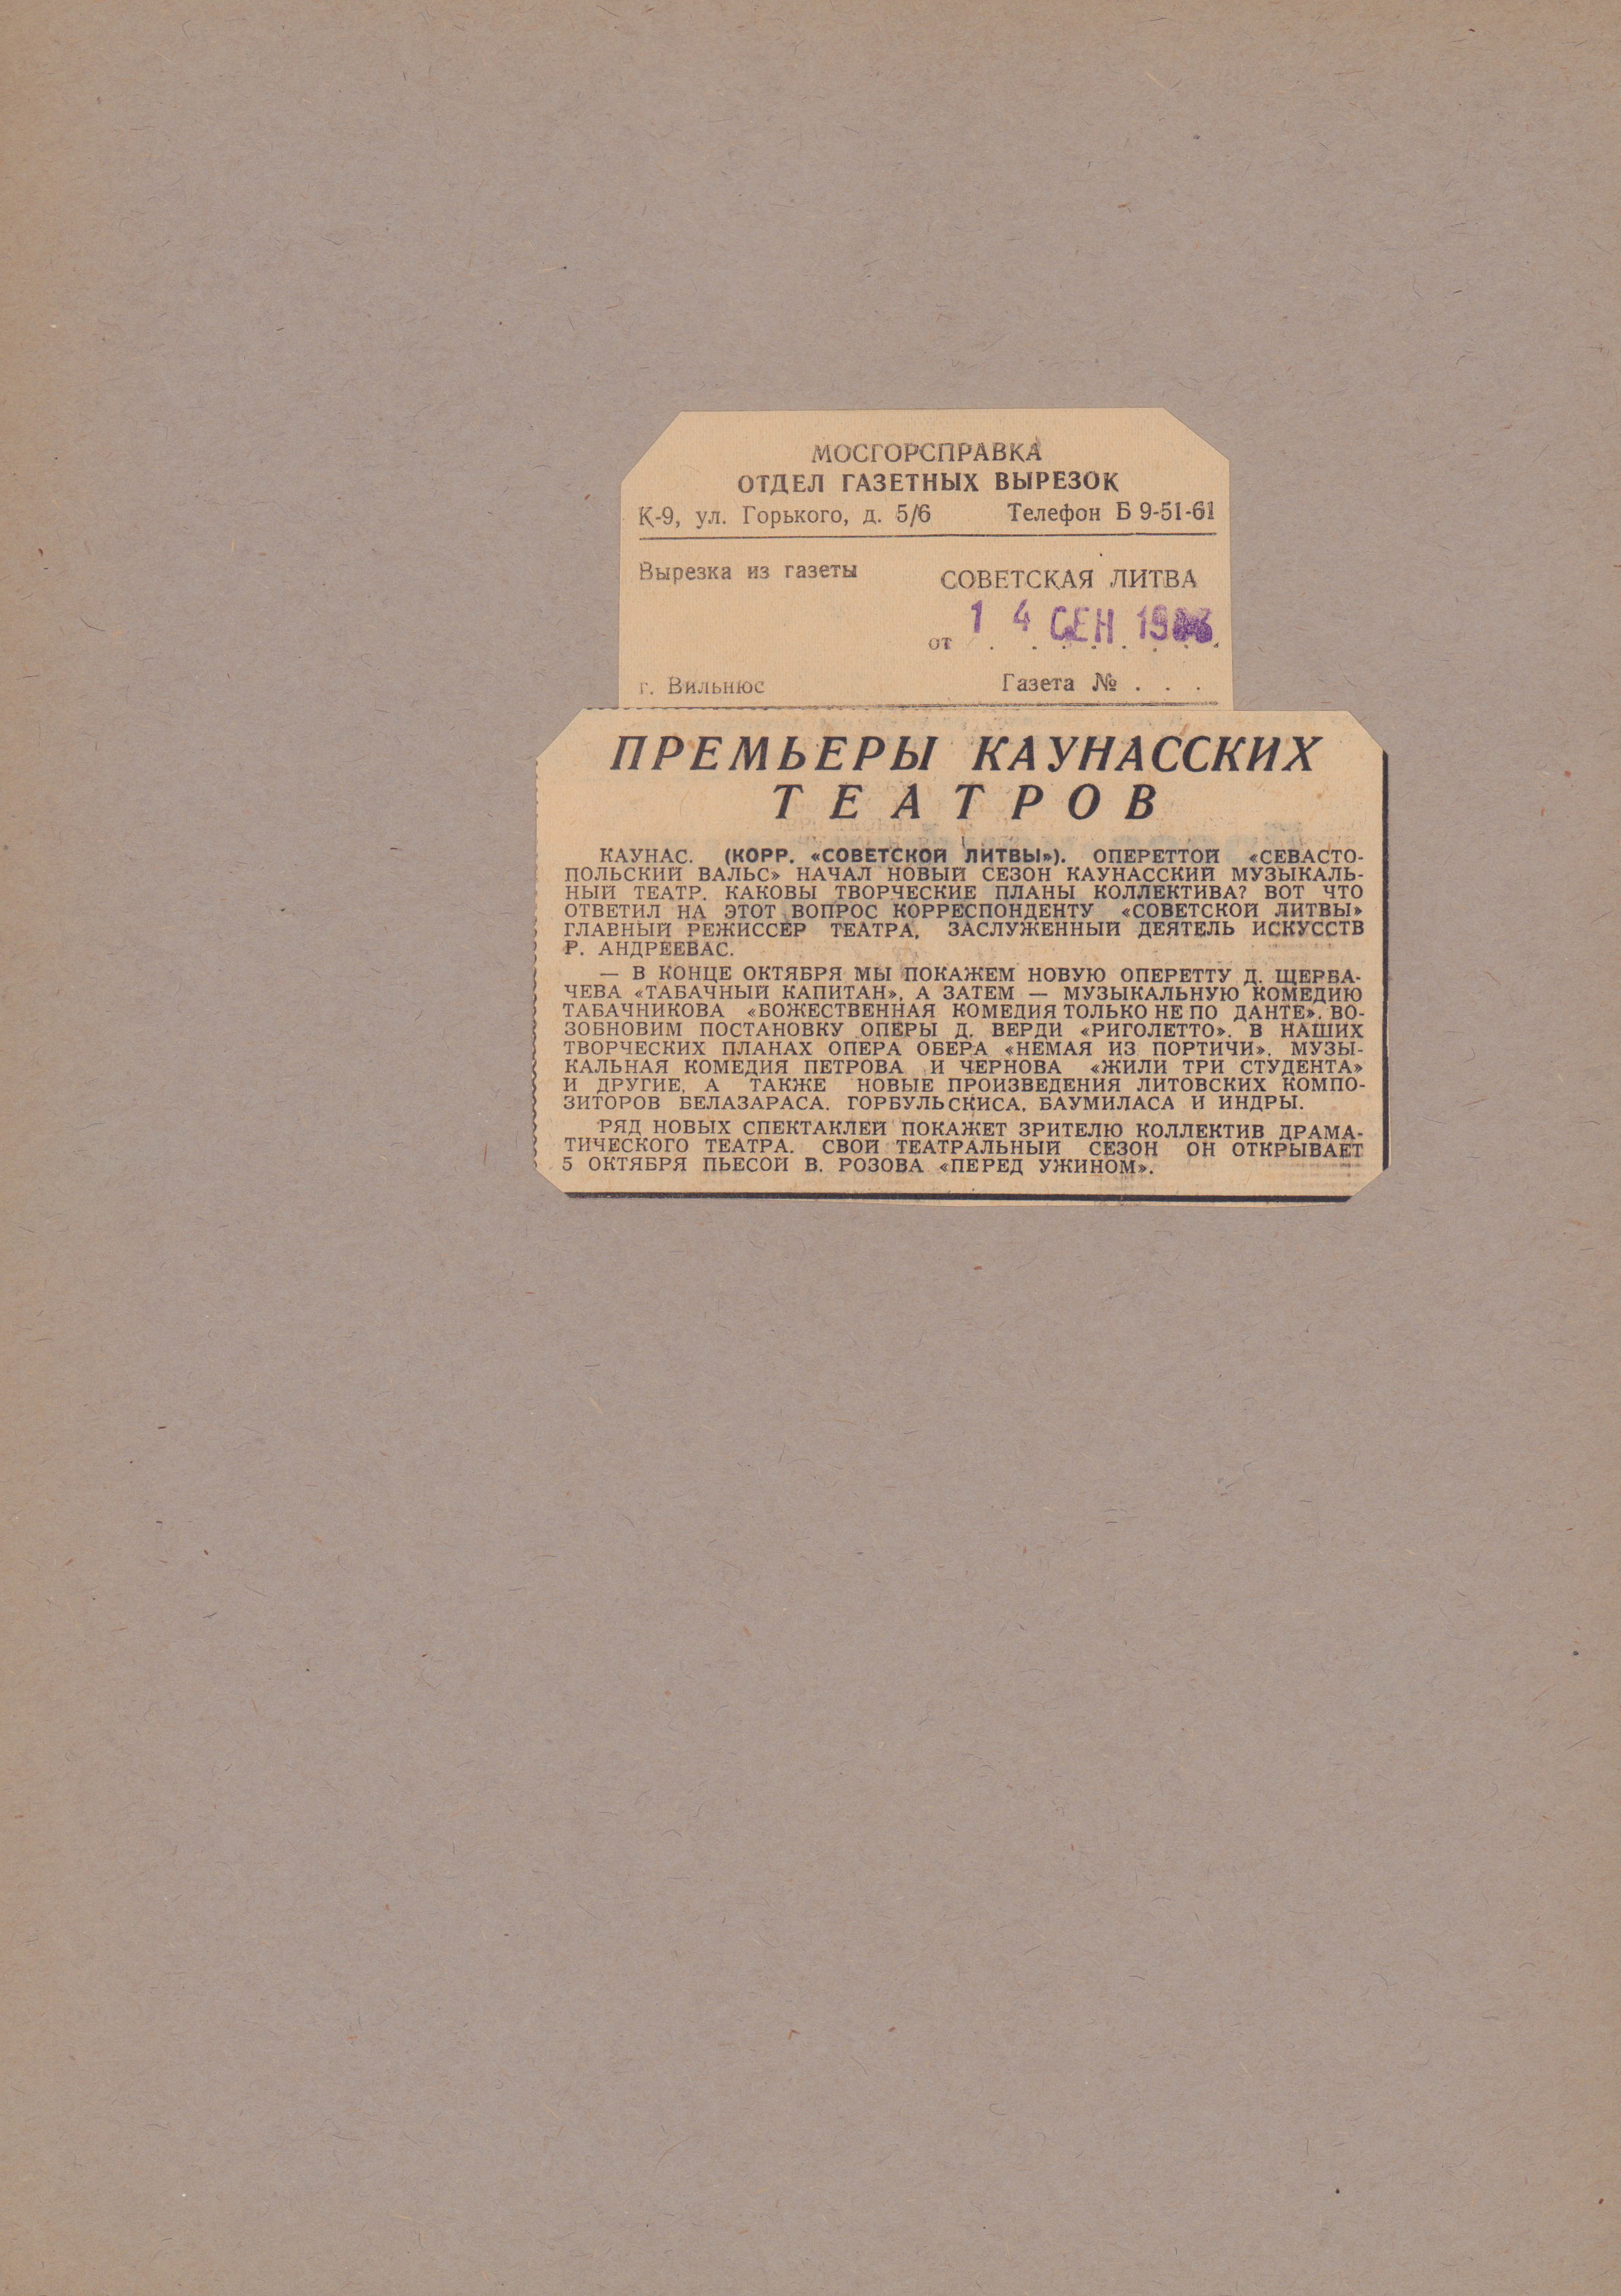 МОСГОРСПРАВКА
ОТДЕЛ ГАЗЕТНЫХ ВЫРЕЗОК
К-9, ул. Горького, д. 5/6 Телефон Б 9-51-61
Вырезка из газеты
СОВЕТСКАЯ ЛИТВА
от 14 СЕН
г. Вильнюс Газета № . . .
ПРЕМЬЕРЫ КАУНАССКИХ
ТЕАТРОВ
КАУНАС. (КОРР. «СОВЕТСКОЙ ЛИТВЫ»). ОПЕРЕТТОЙ «СЕВАСТО-
ПОЛЬСКИЙ ВАЛЬС» НАЧАЛ НОВЫЙ СЕЗОН КАУНАССКИЙ МУЗЫКАЛЬ-
НЫЙ ТЕАТР. КАКОВЫ ТВОРЧЕСКИЕ ПЛАНЫ КОЛЛЕКТИВА? ВОТ ЧТО
ОТВЕТИЛ НА ЭТОТ ВОПРОС КОРРЕСПОНДЕНТУ «СОВЕТСКОЙ ЛИТВЫ»
ГЛАВНЫЙ РЕЖИССЕР ТЕАТРА, ЗАСЛУЖЕННЫЙ ДЕЯТЕЛЬ ИСКУССТВ
Р. АНДРЕЕВАС.
— В КОНЦЕ ОКТЯБРЯ МЫ ПОКАЖЕМ НОВУЮ ОПЕРЕТТУ Д. ЩЕРБА-
ЧЕВА «ТАБАЧНЫЙ КАПИТАН», А ЗАТЕМ — МУЗЫКАЛЬНУЮ КОМЕДИЮ
ТАБАЧНИКОВА «БОЖЕСТВЕННАЯ КОМЕДИЯ ТОЛЬКО НЕ ПО ДАНТЕ». ВО-
ЗОБНОВИМ ПОСТАНОВКУ ОПЕРЫ Д. ВЕРДИ «РИГОЛЕТТО». В НАШИХ
ТВОРЧЕСКИХ ПЛАНАХ ОПЕРА ОБЕРА «НЕМАЯ ИЗ ПОРТИЧИ», МУЗЫ-
КАЛЬНАЯ КОМЕДИЯ ПЕТРОВА И ЧЕРНОВА «ЖИЛИ ТРИ СТУДЕНТА»
И ДРУГИЕ, А ТАКЖЕ НОВЫЕ ПРОИЗВЕДЕНИЯ ЛИТОВСКИХ КОМПО-
ЗИТОРОВ БЕЛАЗАРАСА, ГОРБУЛЬСКИСА, БАУМИЛАСА И ИНДРЫ.
РЯД НОВЫХ СПЕКТАКЛЕЙ ПОКАЖЕТ ЗРИТЕЛЮ КОЛЛЕКТИВ ДРАМА-
ТИЧЕСКОГО ТЕАТРА. СВОЙ ТЕАТРАЛЬНЫЙ СЕЗОН ОН ОТКРЫВАЕТ
5 ОКТЯБРЯ ПЬЕСОЙ В. РОЗОВА «ПЕРЕД УЖИНОМ».